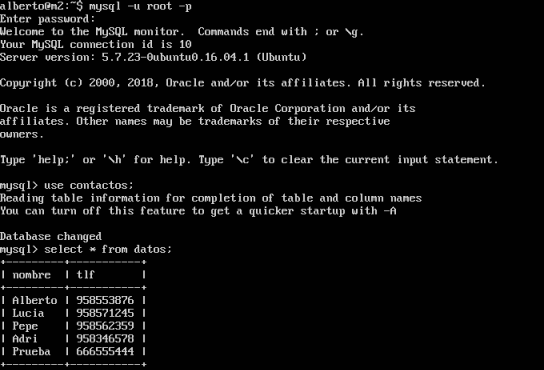 alberto@m2:~$ mysql -u root -p
Enter password:
Welcome to the MySQL monitor.  Commands end with ; or \g.
Your MySQL connection id is 10
Server version: 5.7.23-0ubuntu0.16.04.1 (Ubuntu)

Copyright (c) 2000, 2018, Oracle and/or its affiliates. All rights reserved.

Oracle is a registered trademark of Oracle Corporation and/or its
affiliates. Other names may be trademarks of their respective
owners.

Type 'help;' or '\h' for help. Type '\c' to clear the current input statement.

mysql> use contactos;
Reading table information for completion of table and column names
You can turn off this feature to get a quicker startup with -A

Database changed
mysql> select * from datos;
+---------+-----------+
| nombre  | tlf       |
+---------+-----------+
| Alberto | 958553876 |
| Lucia   | 958571245 |
| Pepe    | 958562359 |
| Adri    | 958346578 |
| Prueba  | 666555444 |
+---------+-----------+